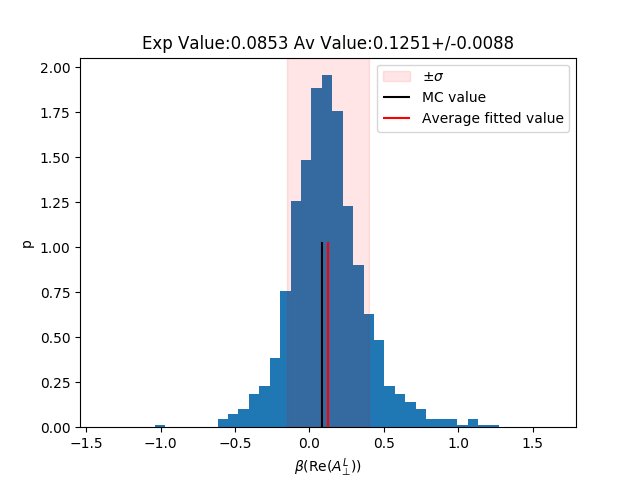 Exp Value:0.0853 Av Value:0.1251+/-0.0088
±σ
MC value
Average fitted value
2.00
1.75
1.50
1.25
1.00
0.75
0.50
0.25
0.00
p
−1.5 −1.0 −0.5 0.0 0.5 1.0 1.5
β(Re(A_⊥^L))